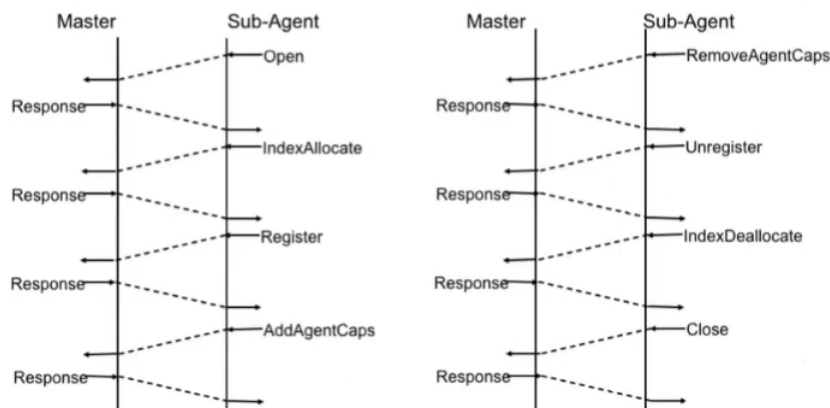 Master Sub-Agent
Open
Response
IndexAllocate
Response
Register
Response
AddAgentCaps
Response
Master Sub-Agent
RemoveAgentCaps
Response
Unregister
Response
IndexDeallocate
Response
Close
Response